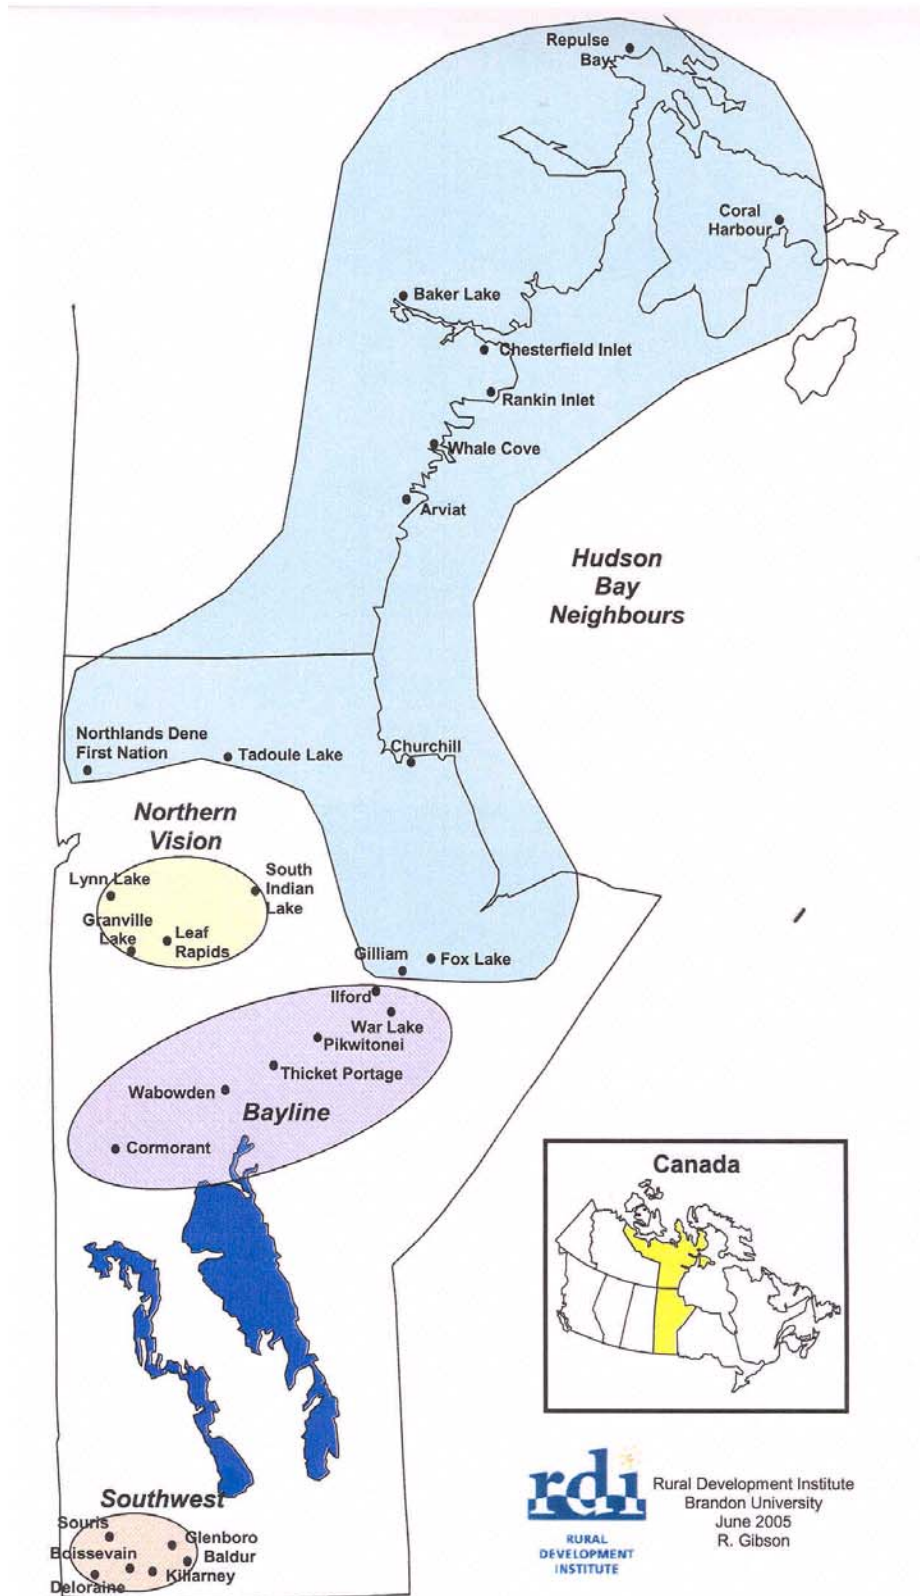 Repulse
Bay
Coral
Harbour
Baker Lake
Chesterfield Inlet
Rankin Inlet
Whale Cove
Arviat
Hudson
Bay
Neighbours
Northlands Dene
First Nation
Tadoule Lake
Churchill
Northern
Vision
Lynn Lake
South
Indian
Lake
Granville
Lake
Leaf
Rapids
Gilliam
Fox Lake
Ilford
War Lake
Pikwitonei
Thicket Portage
Wabowden
Bayline
Cormorant
Canada
Southwest
Souris
Glenboro
Boissevain
Baldur
Killarney
Deloraine
rdi
RURAL
DEVELOPMENT
INSTITUTE
Rural Development Institute
Brandon University
June 2005
R. Gibson